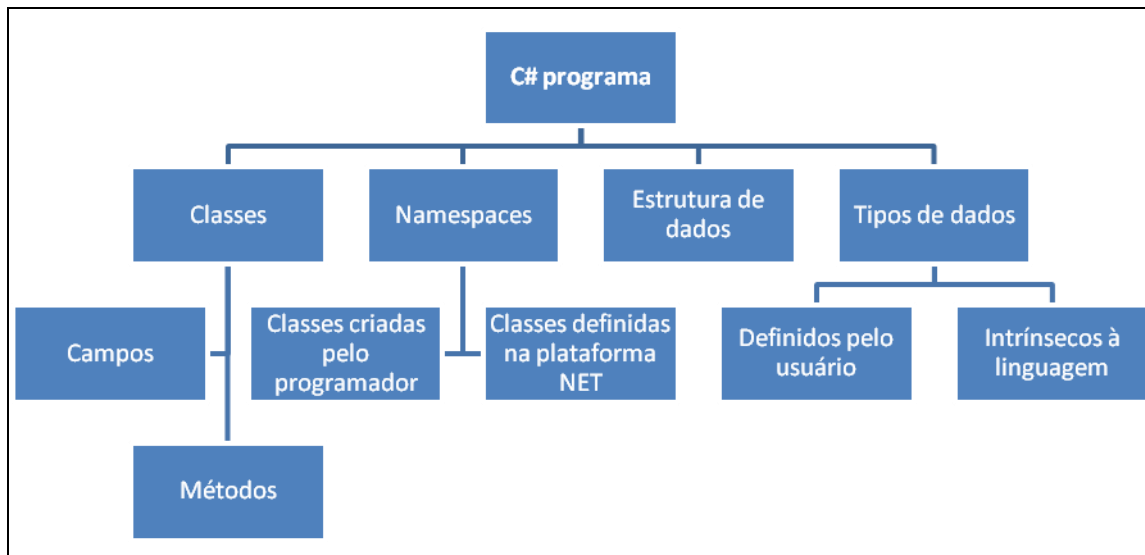 C# programa
Classes
Namespaces
Estrutura de
dados
Tipos de dados
Campos
Classes criadas
pelo
programador
Classes definidas
na plataforma
NET
Definidos pelo
usuário
Intrínsecos à
linguagem
Métodos